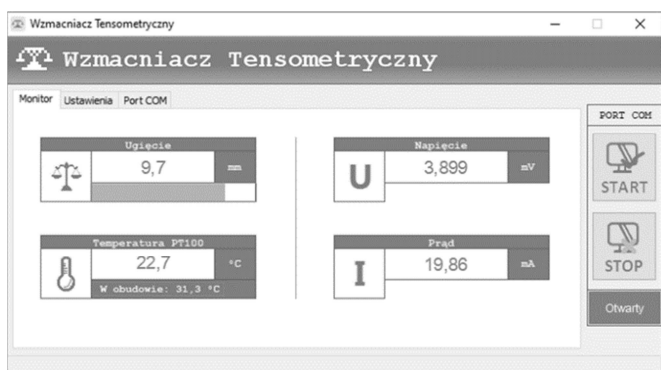 Wzmacniacz Tensometryczny
Wzmacniacz Tensometryczny
Monitor Ustawienia Port COM
PORT COM
Ugięcie
9,7 mm
Napięcie
U 3,899 mV
START
Temperatura PT100
22,7 °C
W obudowie: 31,3 °C
Prąd
I 19,86 mA
STOP
Otwarty